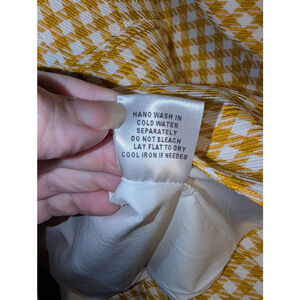 HAND WASH IN
COLD WATER
SEPARATELY
DO NOT BLEACH
LAY FLAT TO DRY
COOL IRON IF NEEDED